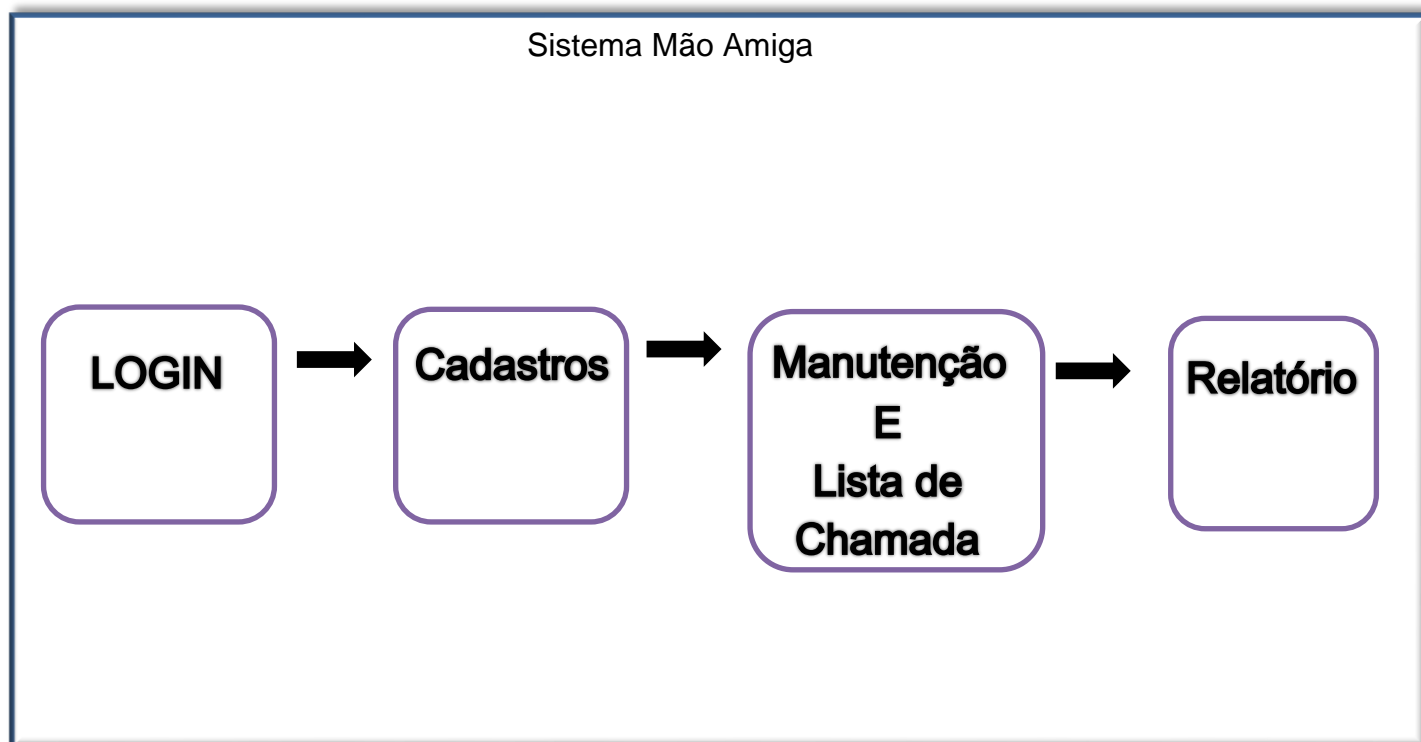 Sistema Mão Amiga
LOGIN
Cadastros
Manutenção
E
Lista de
Chamada
Relatório